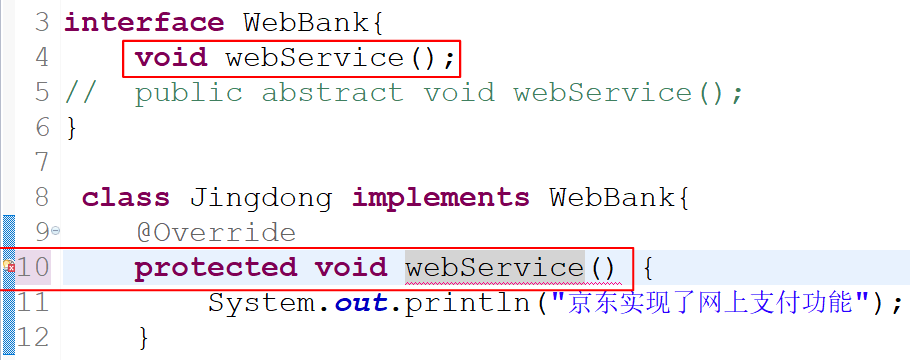 3 interface WebBank{
4     void webService();
5 //  public abstract void webService();
6 }
7
8  class Jingdong implements WebBank{
9     @Override
10     protected void webService() {
11         System.out.println("京东实现了网上支付功能");
12     }